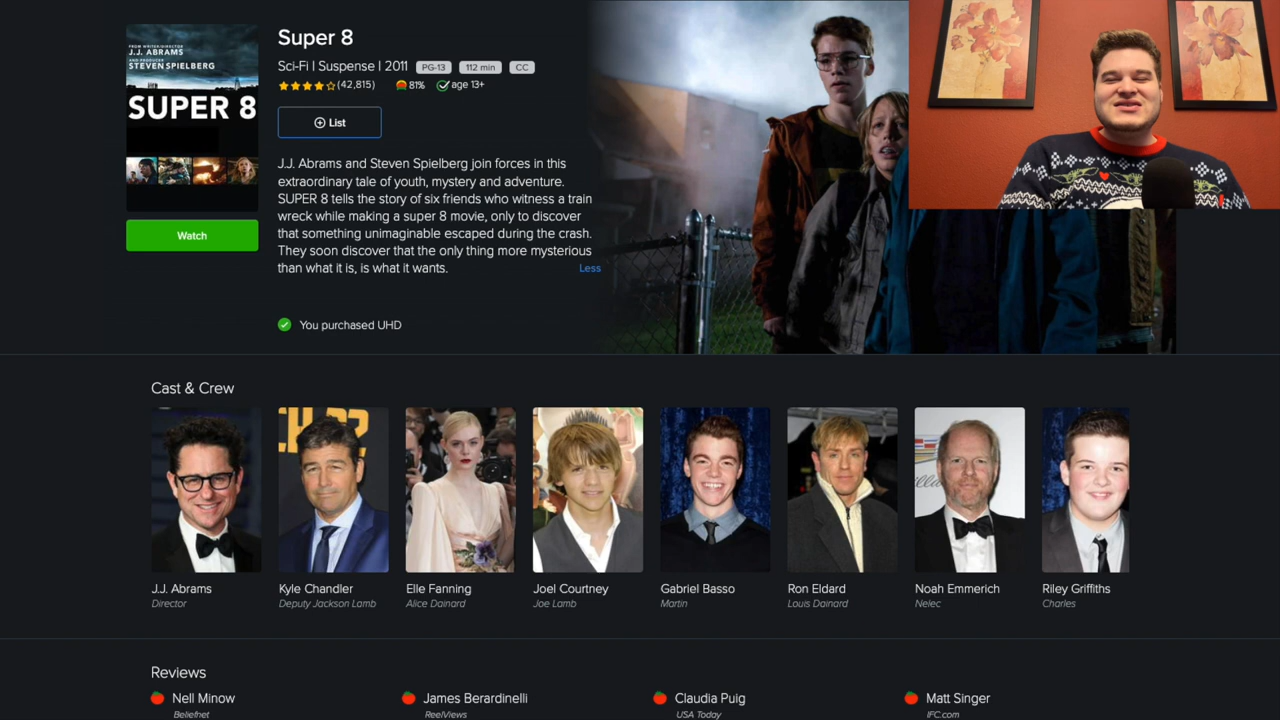 FROM WRITER/DIRECTOR
J.J. ABRAMS
AND PRODUCER
STEVEN SPIELBERG
SUPER 8
Watch
Super 8
Sci-Fi | Suspense | 2011 PG-13 112 min CC
(42,815) 81% age 13+
List
J.J. Abrams and Steven Spielberg join forces in this
extraordinary tale of youth, mystery and adventure.
SUPER 8 tells the story of six friends who witness a train
wreck while making a super 8 movie, only to discover
that something unimaginable escaped during the crash.
They soon discover that the only thing more mysterious
than what it is, is what it wants.
Less
You purchased UHD
Cast & Crew
J.J. Abrams
Director
Kyle Chandler
Deputy Jackson Lamb
Elle Fanning
Alice Dainard
Joel Courtney
Joe Lamb
Gabriel Basso
Martin
Ron Eldard
Louis Dainard
Noah Emmerich
Nelec
Riley Griffiths
Charles
Reviews
Nell Minow
Beliefnet
James Berardinelli
ReelViews
Claudia Puig
USA Today
Matt Singer
IFC.com